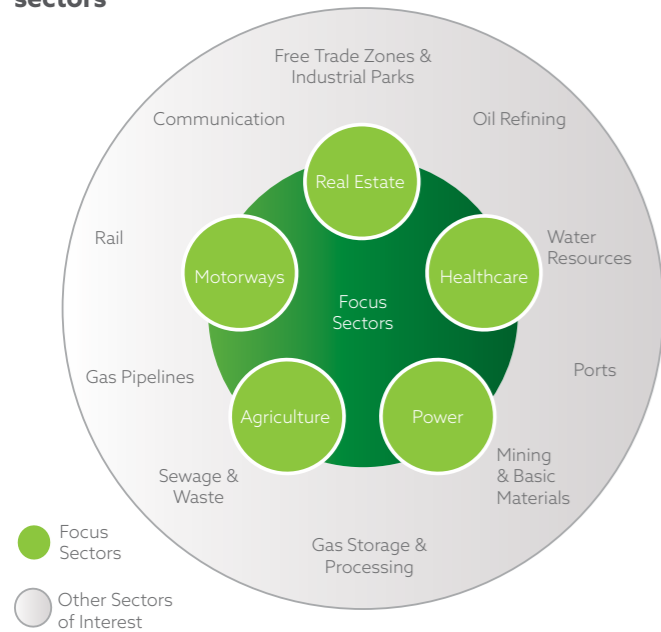 sectors
Free Trade Zones &
Industrial Parks
Communication
Oil Refining
Real Estate
Rail
Water
Resources
Motorways
Healthcare
Focus
Sectors
Gas Pipelines
Ports
Agriculture
Power
Sewage &
Waste
Mining
& Basic
Materials
Gas Storage &
Processing
Focus
Sectors
Other Sectors
of Interest